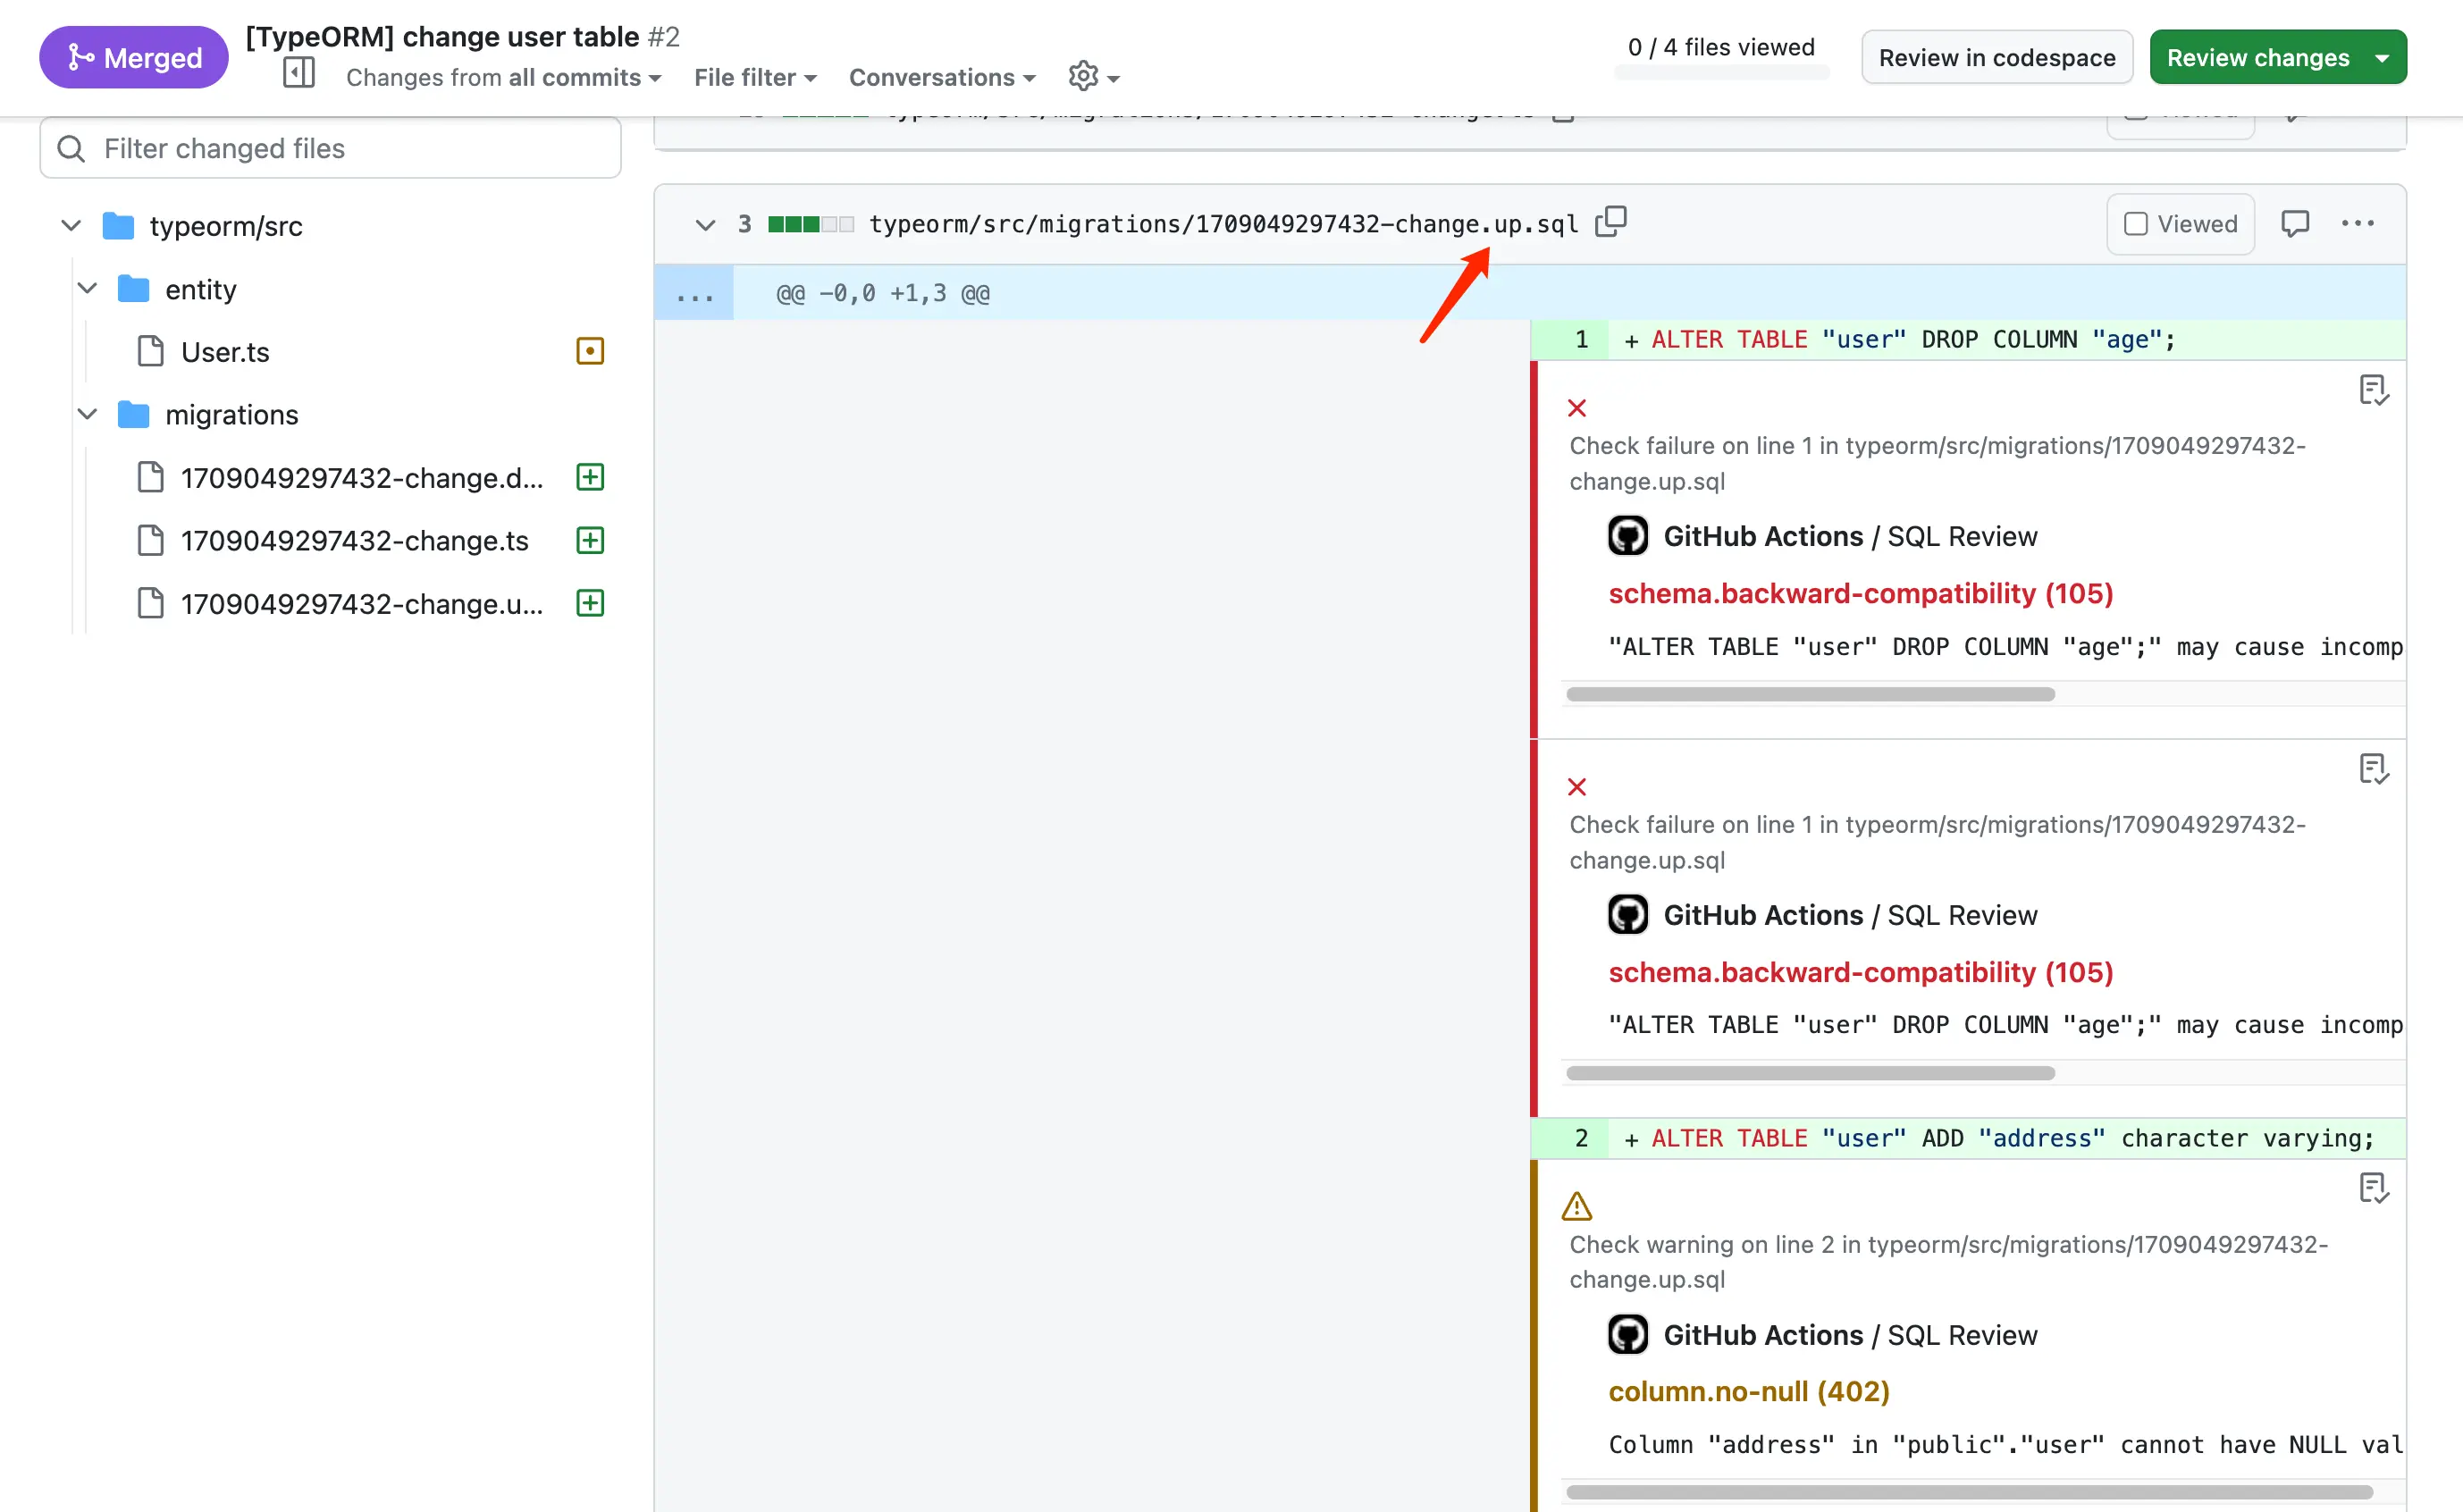 Merged
[TypeORM] change user table #2
Changes from all commits
File filter
Conversations
0 / 4 files viewed
Review in codespace
Review changes
Filter changed files
typeorm/src
entity
User.ts
migrations
1709049297432-change.d...
1709049297432-change.ts
1709049297432-change.u...
3 typeorm/src/migrations/1709049297432-change.up.sql
Viewed
... @@ -0,0 +1,3 @@
1 + ALTER TABLE "user" DROP COLUMN "age";
Check failure on line 1 in typeorm/src/migrations/1709049297432-
change.up.sql
GitHub Actions / SQL Review
schema.backward-compatibility (105)
"ALTER TABLE "user" DROP COLUMN "age";" may cause incomp
Check failure on line 1 in typeorm/src/migrations/1709049297432-
change.up.sql
GitHub Actions / SQL Review
schema.backward-compatibility (105)
"ALTER TABLE "user" DROP COLUMN "age";" may cause incomp
2 + ALTER TABLE "user" ADD "address" character varying;
Check warning on line 2 in typeorm/src/migrations/1709049297432-
change.up.sql
GitHub Actions / SQL Review
column.no-null (402)
Column "address" in "public"."user" cannot have NULL val